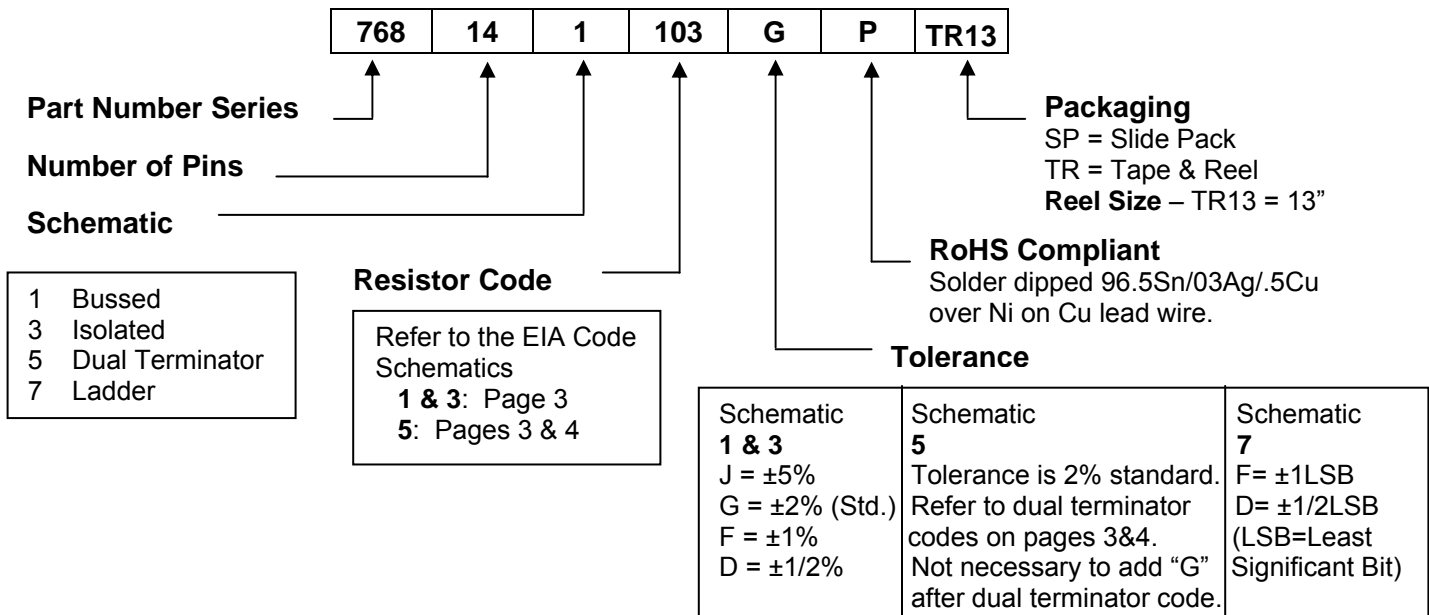 768 14 1 103 G P TR13
Part Number Series
Number of Pins
Schematic
1 Bussed
3 Isolated
5 Dual Terminator
7 Ladder
Resistor Code
Refer to the EIA Code
Schematics
1 & 3: Page 3
5: Pages 3 & 4
Packaging
SP = Slide Pack
TR = Tape & Reel
Reel Size – TR13 = 13”
RoHS Compliant
Solder dipped 96.5Sn/03Ag/.5Cu
over Ni on Cu lead wire.
Tolerance
Schematic
1 & 3
J = ±5%
G = ±2% (Std.)
F = ±1%
D = ±1/2%
Schematic
5
Tolerance is 2% standard.
Refer to dual terminator
codes on pages 3&4.
Not necessary to add “G”
after dual terminator code.
Schematic
7
F= ±1LSB
D= ±1/2LSB
(LSB=Least
Significant Bit)